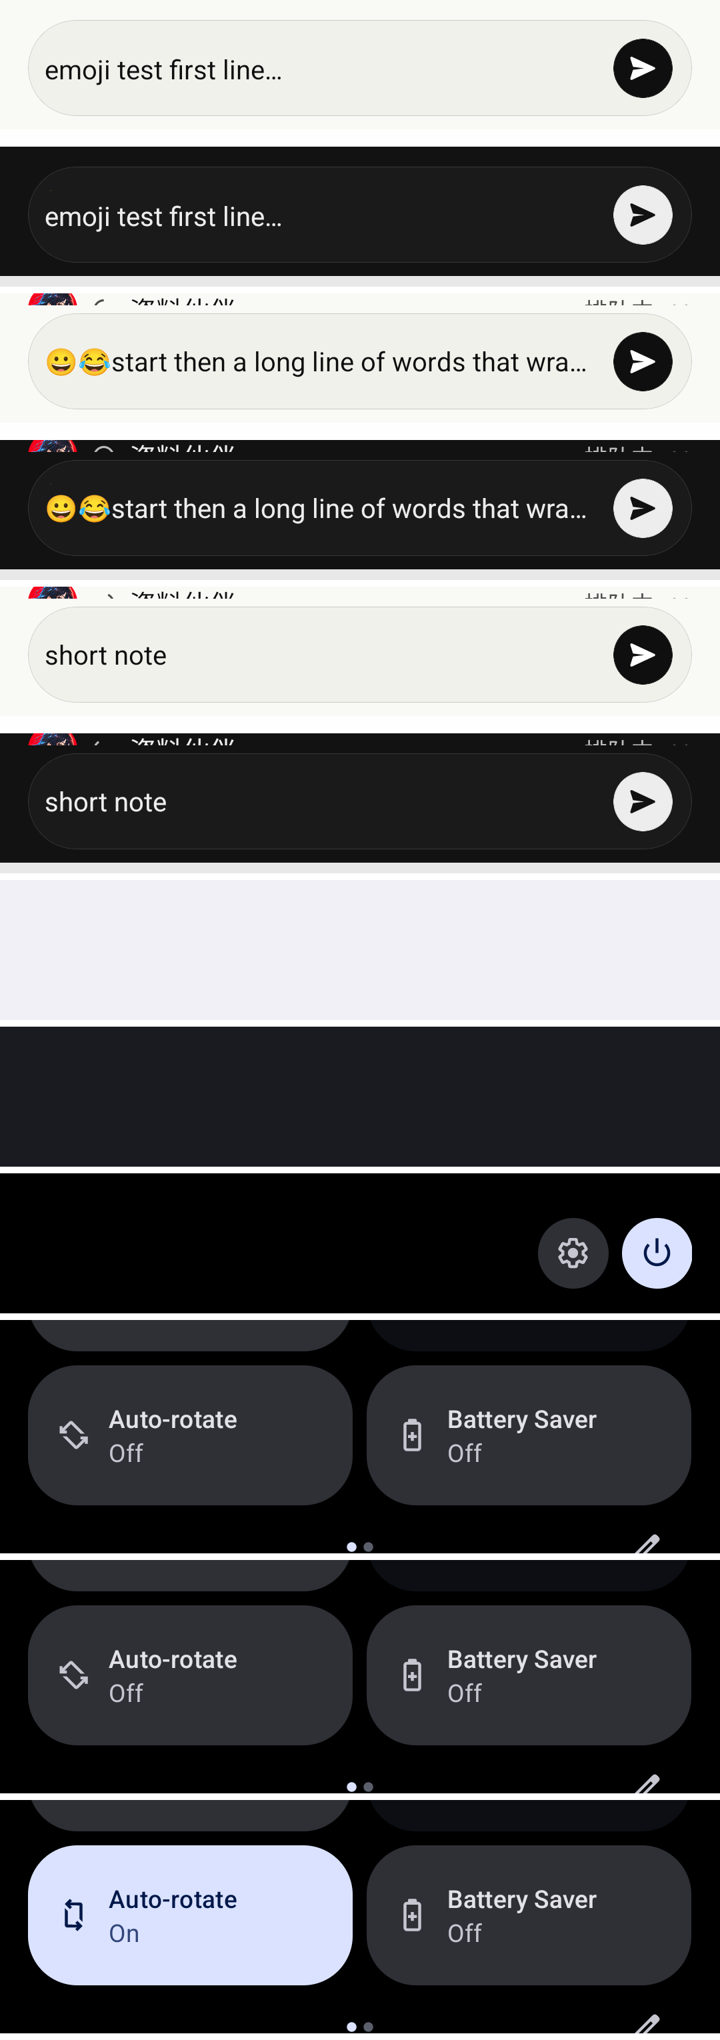 emoji test first line…
emoji test first line…
😀😂start then a long line of words that wra…
😀😂start then a long line of words that wra…
short note
short note
Auto-rotate
Off
Battery Saver
Off
Auto-rotate
Off
Battery Saver
Off
Auto-rotate
On
Battery Saver
Off